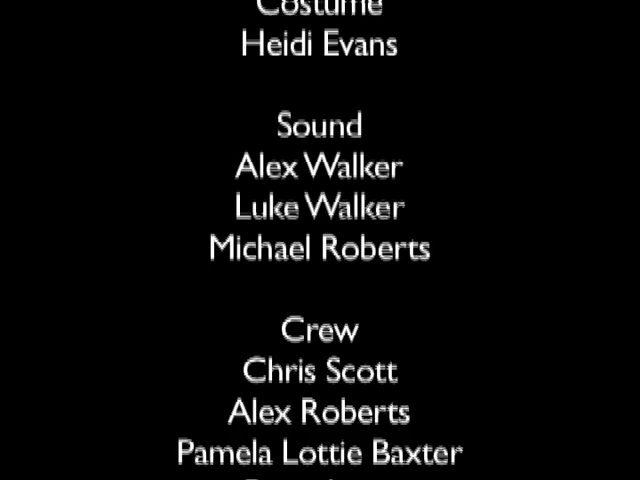 Costume
Heidi Evans
Sound
Alex Walker
Luke Walker
Michael Roberts
Crew
Chris Scott
Alex Roberts
Pamela Lottie Baxter